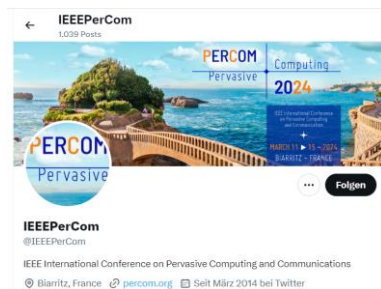 IEEEPerCom
1.039 Posts
PERCOM
Pervasive
Computing
2024
IEEE International Conference
on Pervasive Computing
and Communications
MARCH 11 ▶ 15 - 2024
BIARRITZ - FRANCE
PERCOM
Pervasive
Folgen
IEEEPerCom
@IEEEPerCom
IEEE International Conference on Pervasive Computing and Communications
Biarritz, France percom.org Seit März 2014 bei Twitter